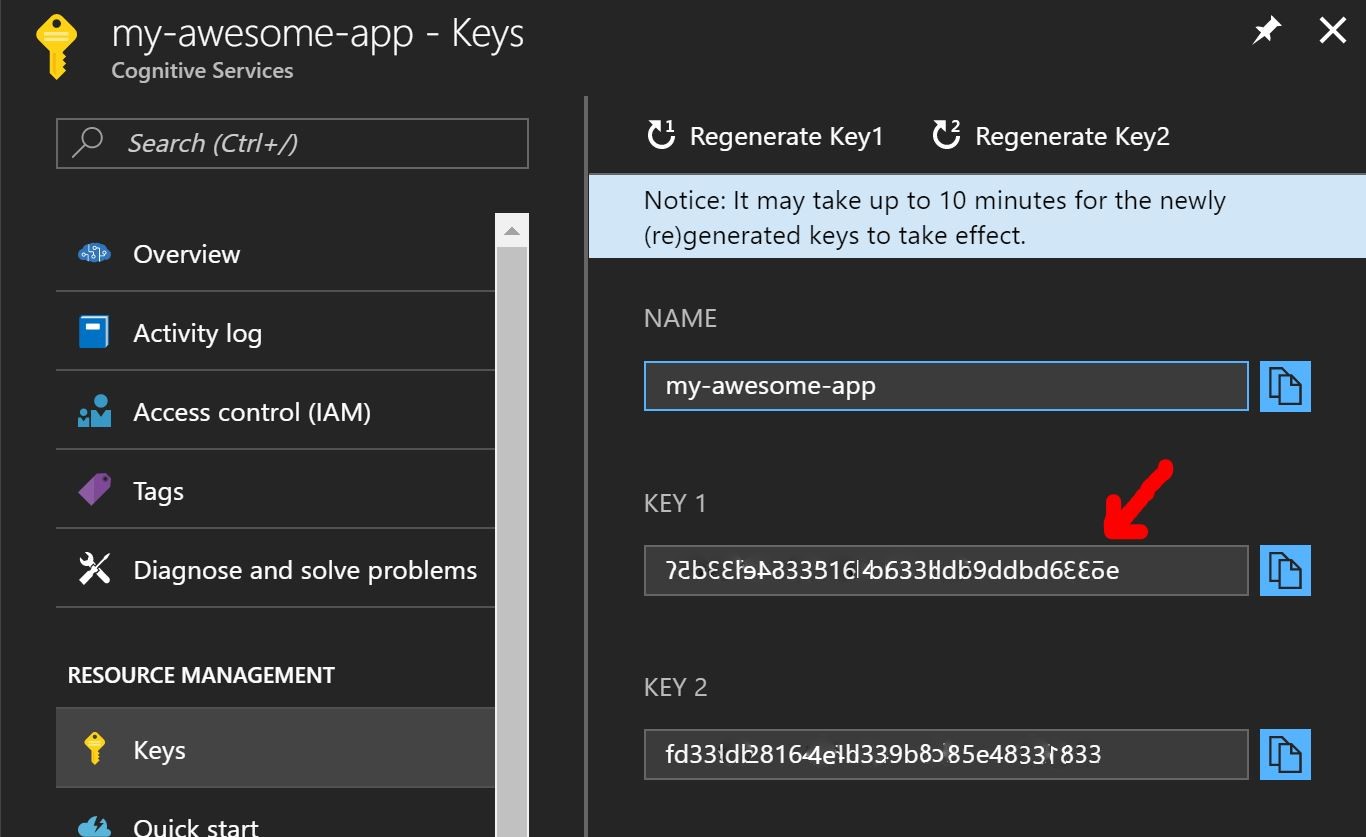 my-awesome-app - Keys
Cognitive Services
Search (Ctrl+/)
Overview
Activity log
Access control (IAM)
Tags
Diagnose and solve problems
RESOURCE MANAGEMENT
Keys
Quick start
Regenerate Key1
Regenerate Key2
Notice: It may take up to 10 minutes for the newly
(re)generated keys to take effect.
NAME
my-awesome-app
KEY 1
KEY 2